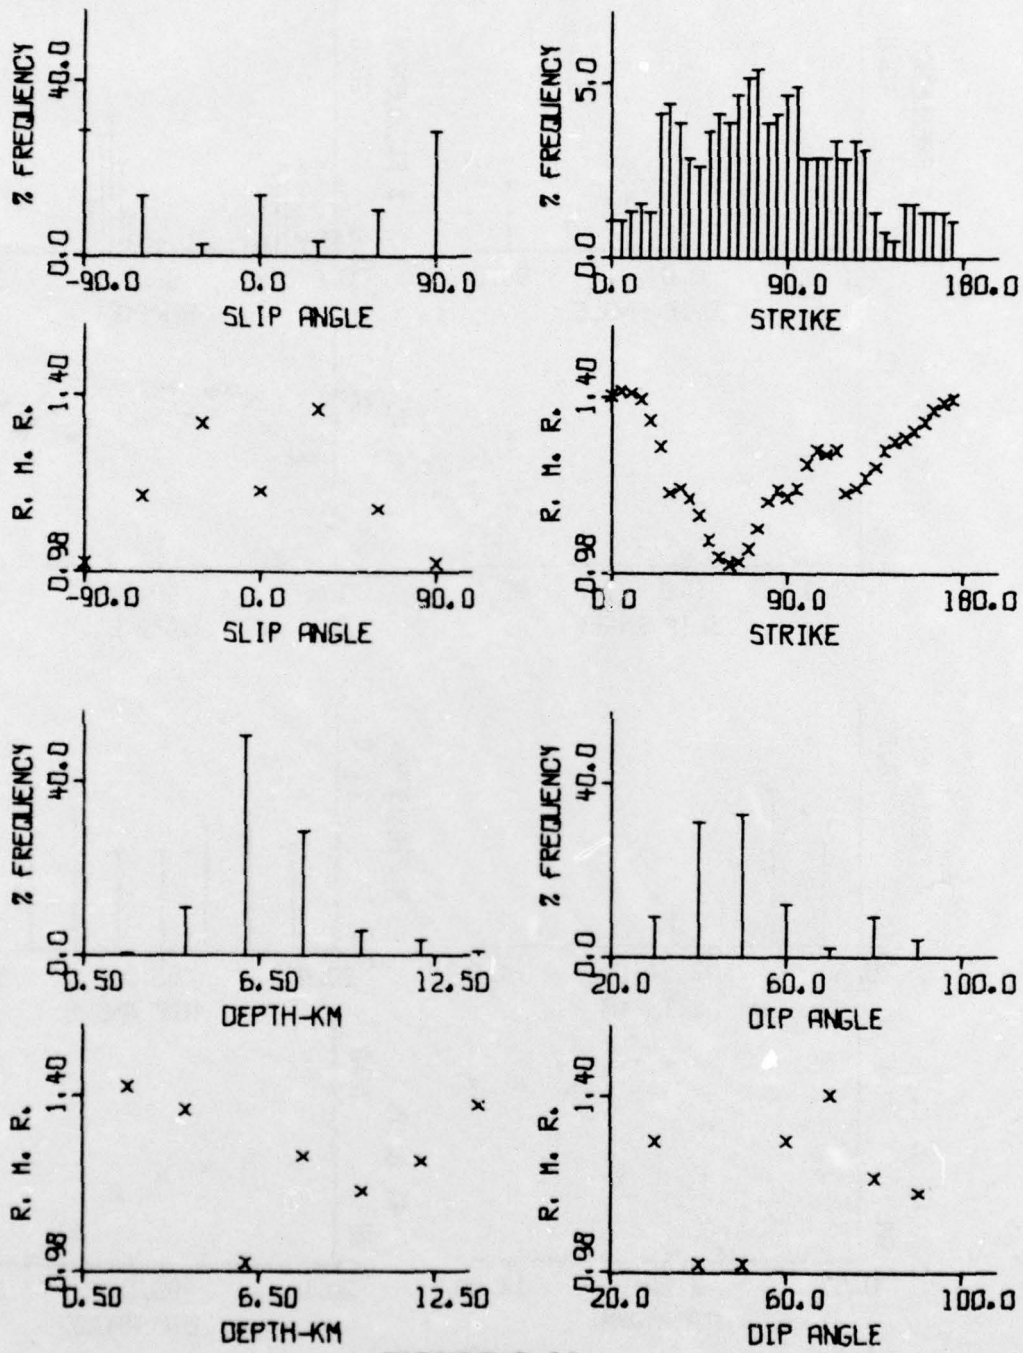 % FREQUENCY
40.0
0.0
-90.0 0.0 90.0
SLIP ANGLE
% FREQUENCY
5.0
0.0
0.0 90.0 180.0
STRIKE
R. M. R.
1.40
0.98
-90.0 0.0 90.0
SLIP ANGLE
R. M. R.
1.40
0.98
0.0 90.0 180.0
STRIKE
% FREQUENCY
40.0
0.0
0.50 6.50 12.50
DEPTH-KM
% FREQUENCY
40.0
0.0
20.0 60.0 100.0
DIP ANGLE
R. M. R.
1.40
0.98
0.50 6.50 12.50
DEPTH-KM
R. M. R.
1.40
0.98
20.0 60.0 100.0
DIP ANGLE